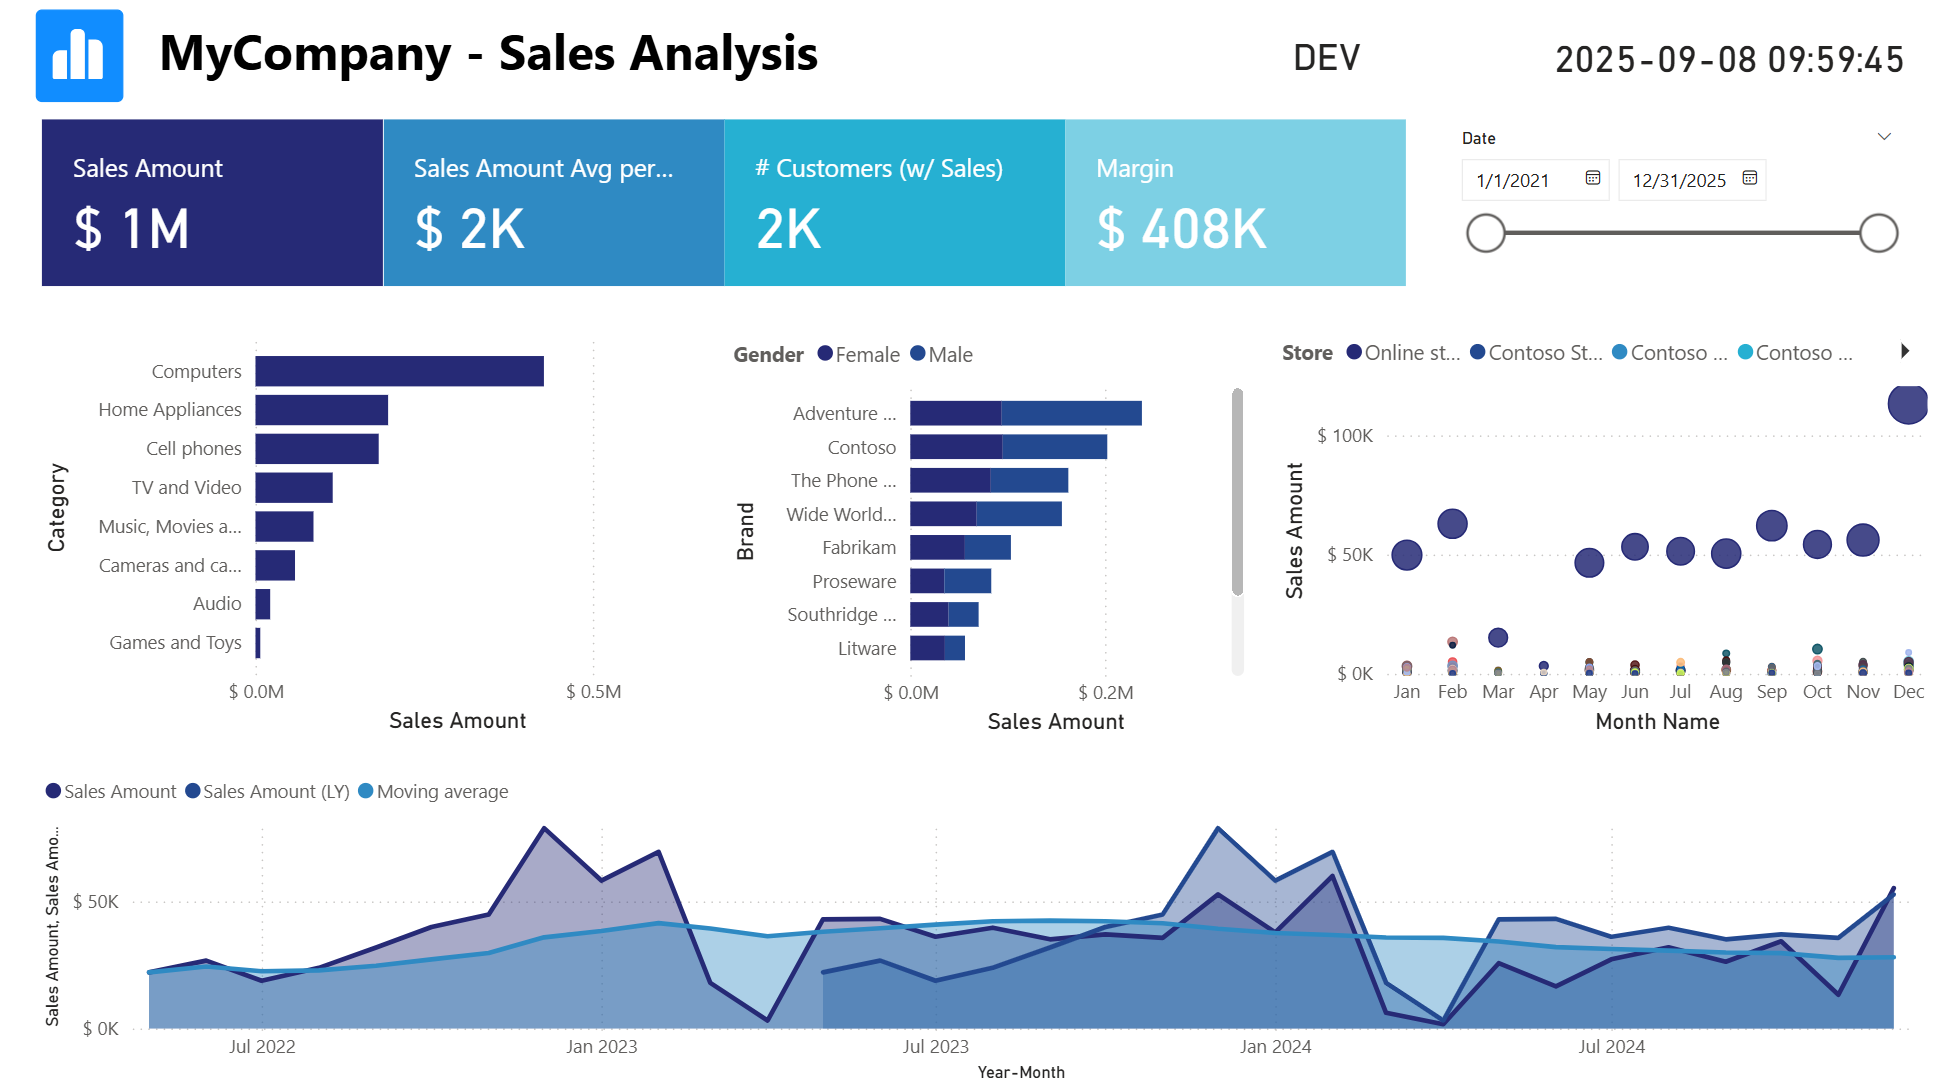 MyCompany - Sales Analysis
DEV
2025-09-08 09:59:45
Sales Amount
$ 1M
Sales Amount Avg per...
$ 2K
# Customers (w/ Sales)
2K
Margin
$ 408K
Date
1/1/2021
12/31/2025
Category
Computers
Home Appliances
Cell phones
TV and Video
Music, Movies a...
Cameras and ca...
Audio
Games and Toys
$ 0.0M
$ 0.5M
Sales Amount
Gender Female Male
Brand
Adventure ...
Contoso
The Phone ...
Wide World...
Fabrikam
Proseware
Southridge ...
Litware
$ 0.0M
$ 0.2M
Sales Amount
Store Online st... Contoso St... Contoso ... Contoso ...
Sales Amount
$ 100K
$ 50K
$ 0K
Jan Feb Mar Apr May Jun Jul Aug Sep Oct Nov Dec
Month Name
Sales Amount Sales Amount (LY) Moving average
Sales Amount, Sales Amo...
$ 50K
$ 0K
Jul 2022 Jan 2023 Jul 2023 Jan 2024 Jul 2024
Year-Month